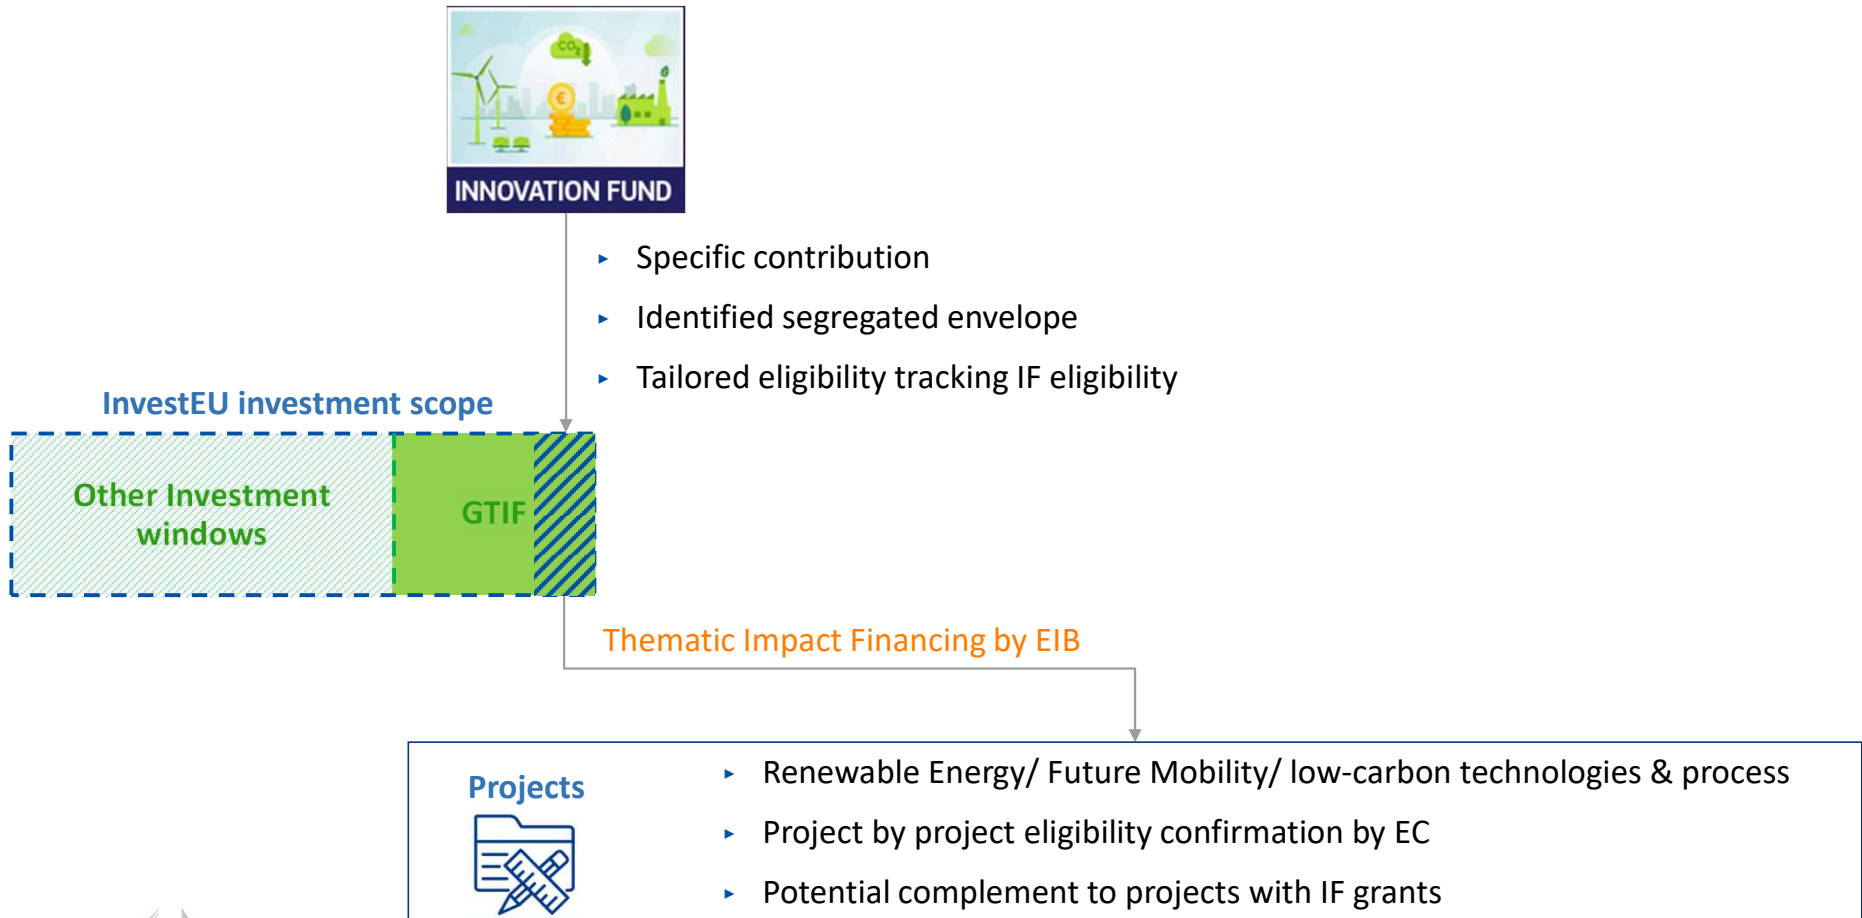 CO2
€
INNOVATION FUND
▸ Specific contribution
▸ Identified segregated envelope
▸ Tailored eligibility tracking IF eligibility
InvestEU investment scope
Other Investment
windows
GTIF
Thematic Impact Financing by EIB
Projects
▸ Renewable Energy/ Future Mobility/ low-carbon technologies & process
▸ Project by project eligibility confirmation by EC
▸ Potential complement to projects with IF grants